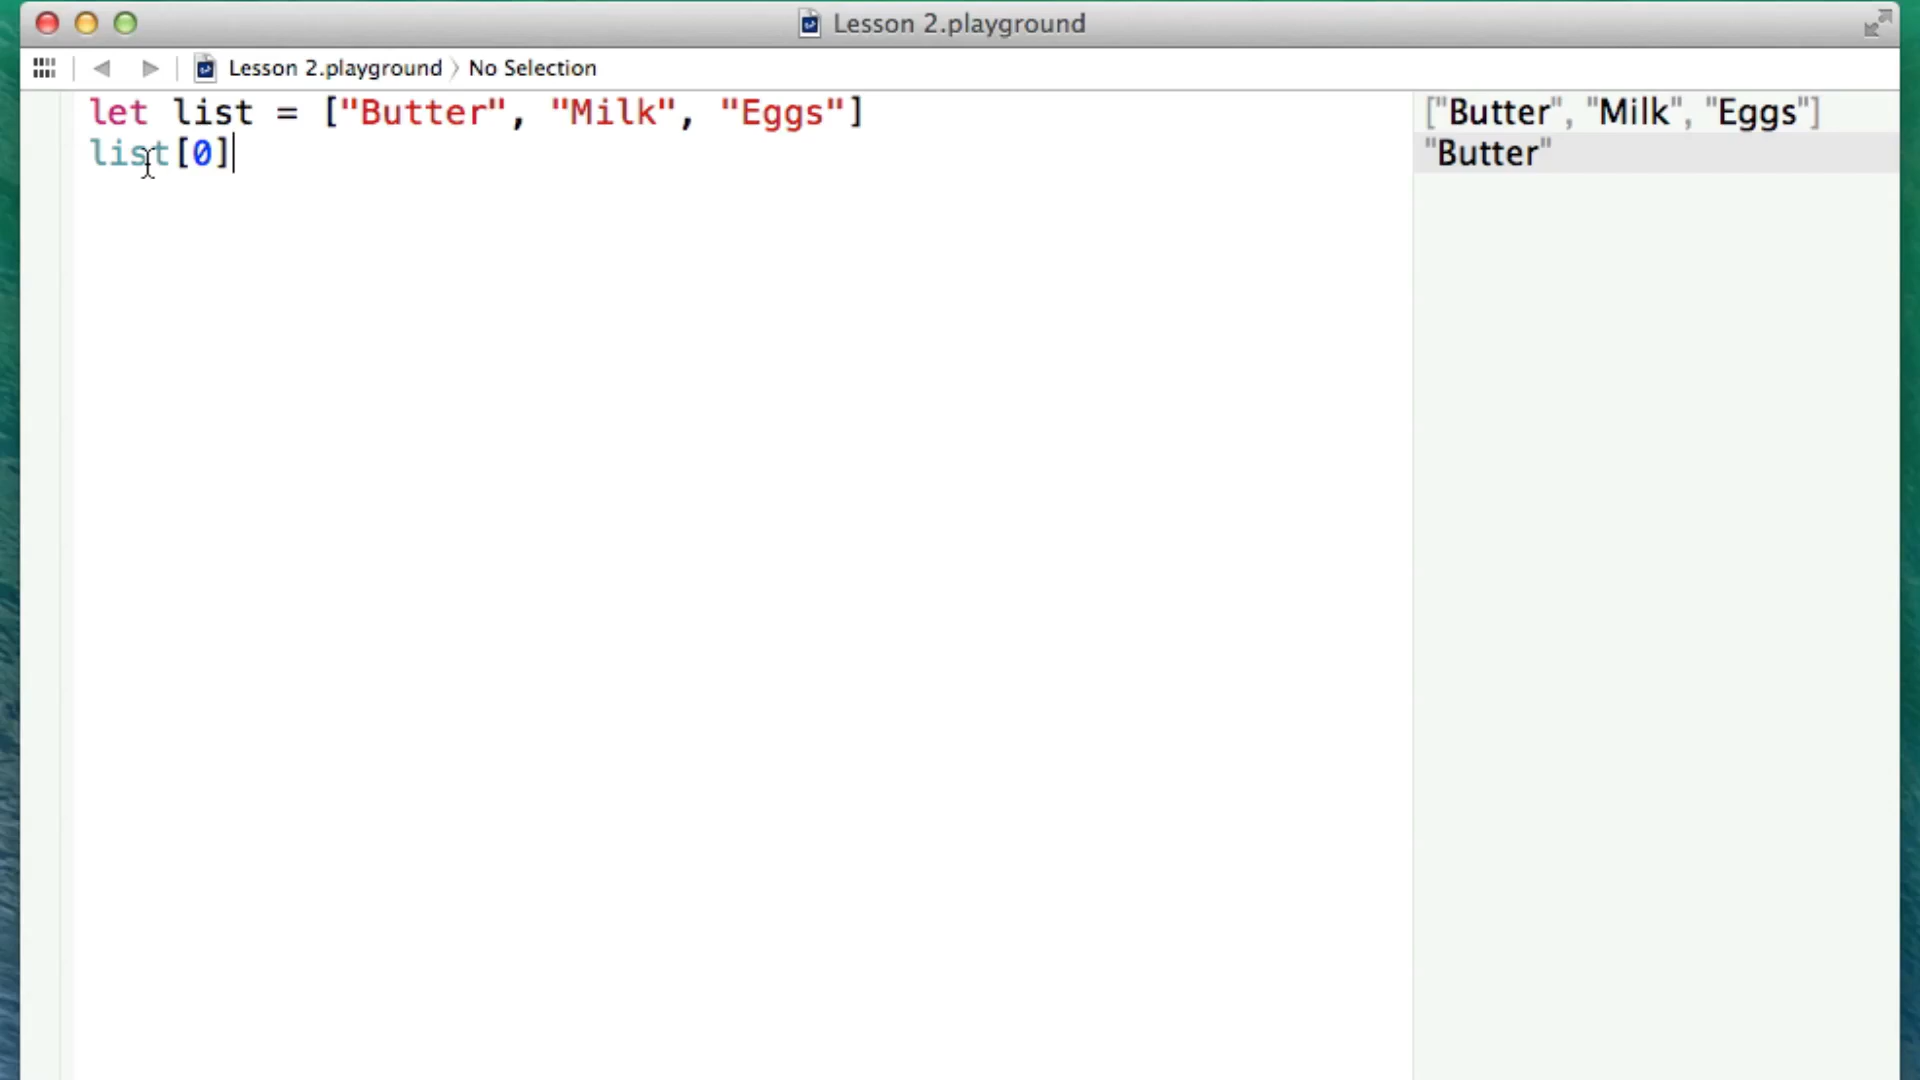 Lesson 2.playground
Lesson 2.playground 〉 No Selection
let list = ["Butter", "Milk", "Eggs"]
list[0]
["Butter", "Milk", "Eggs"]
"Butter"